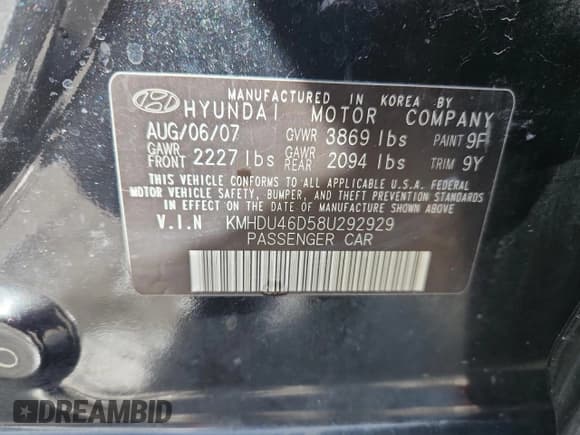 MANUFACTURED IN KOREA BY
HYUNDAI MOTOR COMPANY
AUG/06/07 GVWR 3869 lbs PAINT 9F
GAWR FRONT 2227 lbs GAWR REAR 2094 lbs TRIM 9Y
THIS VEHICLE CONFORMS TO ALL APPLICABLE U.S.A. FEDERAL
MOTOR VEHICLE SAFETY, BUMPER, AND THEFT PREVENTION STANDARDS
IN EFFECT ON THE DATE OF MANUFACTURE SHOWN ABOVE.
V.I.N KMHDU46D58U292929
PASSENGER CAR
DREAMBID